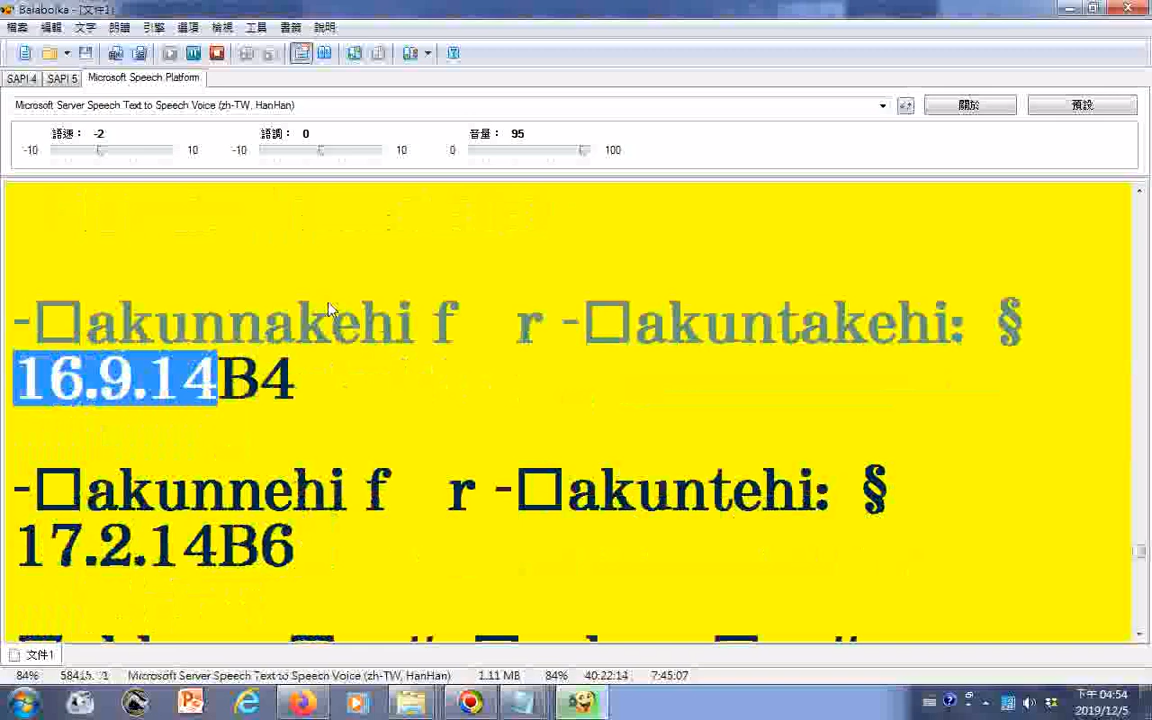 Balabolka - [文件1]
檔案 編輯 文字 朗讀 引擎 選項 檢視 工具 書籤 說明
SAPI 4 SAPI 5 Microsoft Speech Platform
Microsoft Server Speech Text to Speech Voice (zh-TW, HanHan) 關於 預設
語速： -2 語調： 0 音量： 95
-10 10 -10 10 0 100
-□akunnakehi f r -□akuntakehi: §
16.9.14B4
-□akunnehi f r -□akuntehi: §
17.2.14B6
文件1
84% Microsoft Server Speech Text to Speech Voice (zh-TW, HanHan) 1.11 MB 84% 40:22:14 7:45:07
下午 04:54
2019/12/5